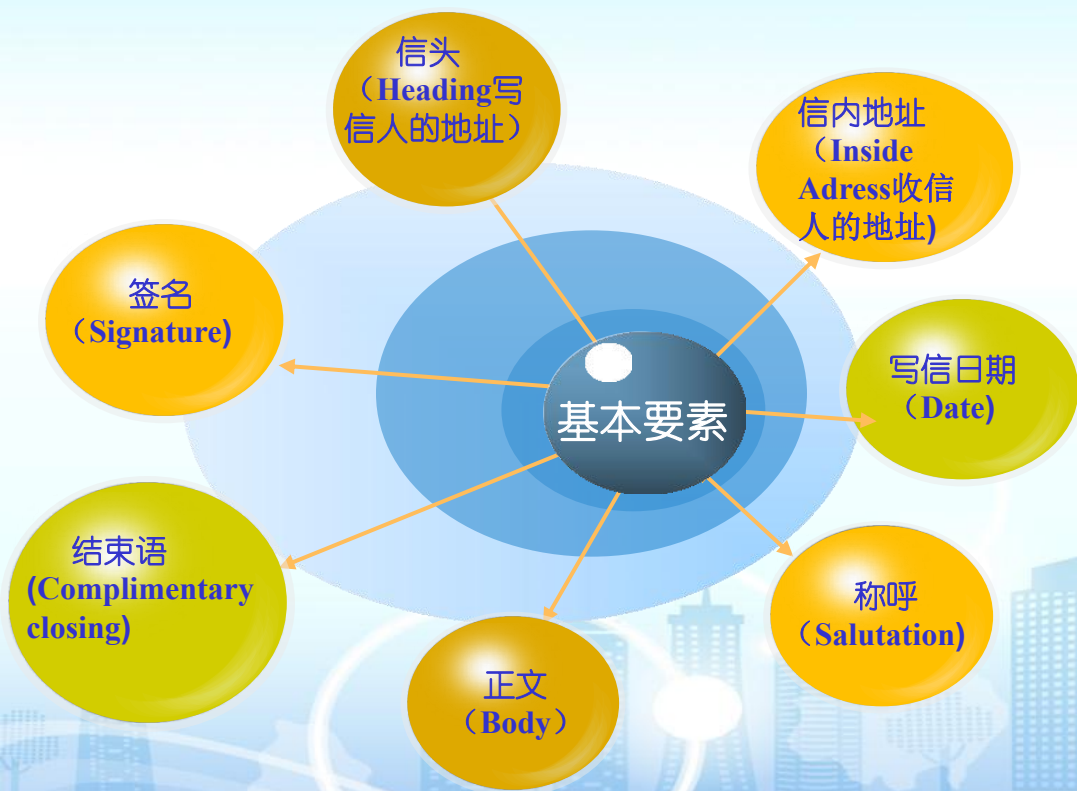 信头
（Heading写
信人的地址）
信内地址
（Inside
Adress收信
人的地址)
签名
（Signature)
写信日期
（Date)
基本要素
结束语
(Complimentary
closing)
称呼
（Salutation)
正文
（Body）